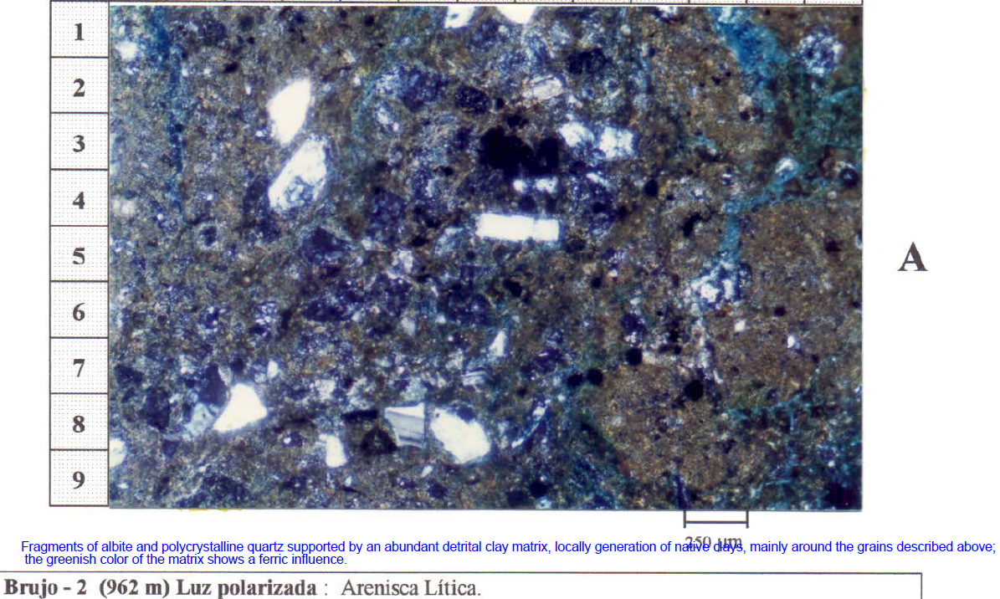 1
2
3
4
5
6
7
8
9
A
250 µm
Fragments of albite and polycrystalline quartz supported by an abundant detrital clay matrix, locally generation of native clays, mainly around the grains described above;
the greenish color of the matrix shows a ferric influence.
Brujo - 2 (962 m) Luz polarizada : Arenisca Lítica.